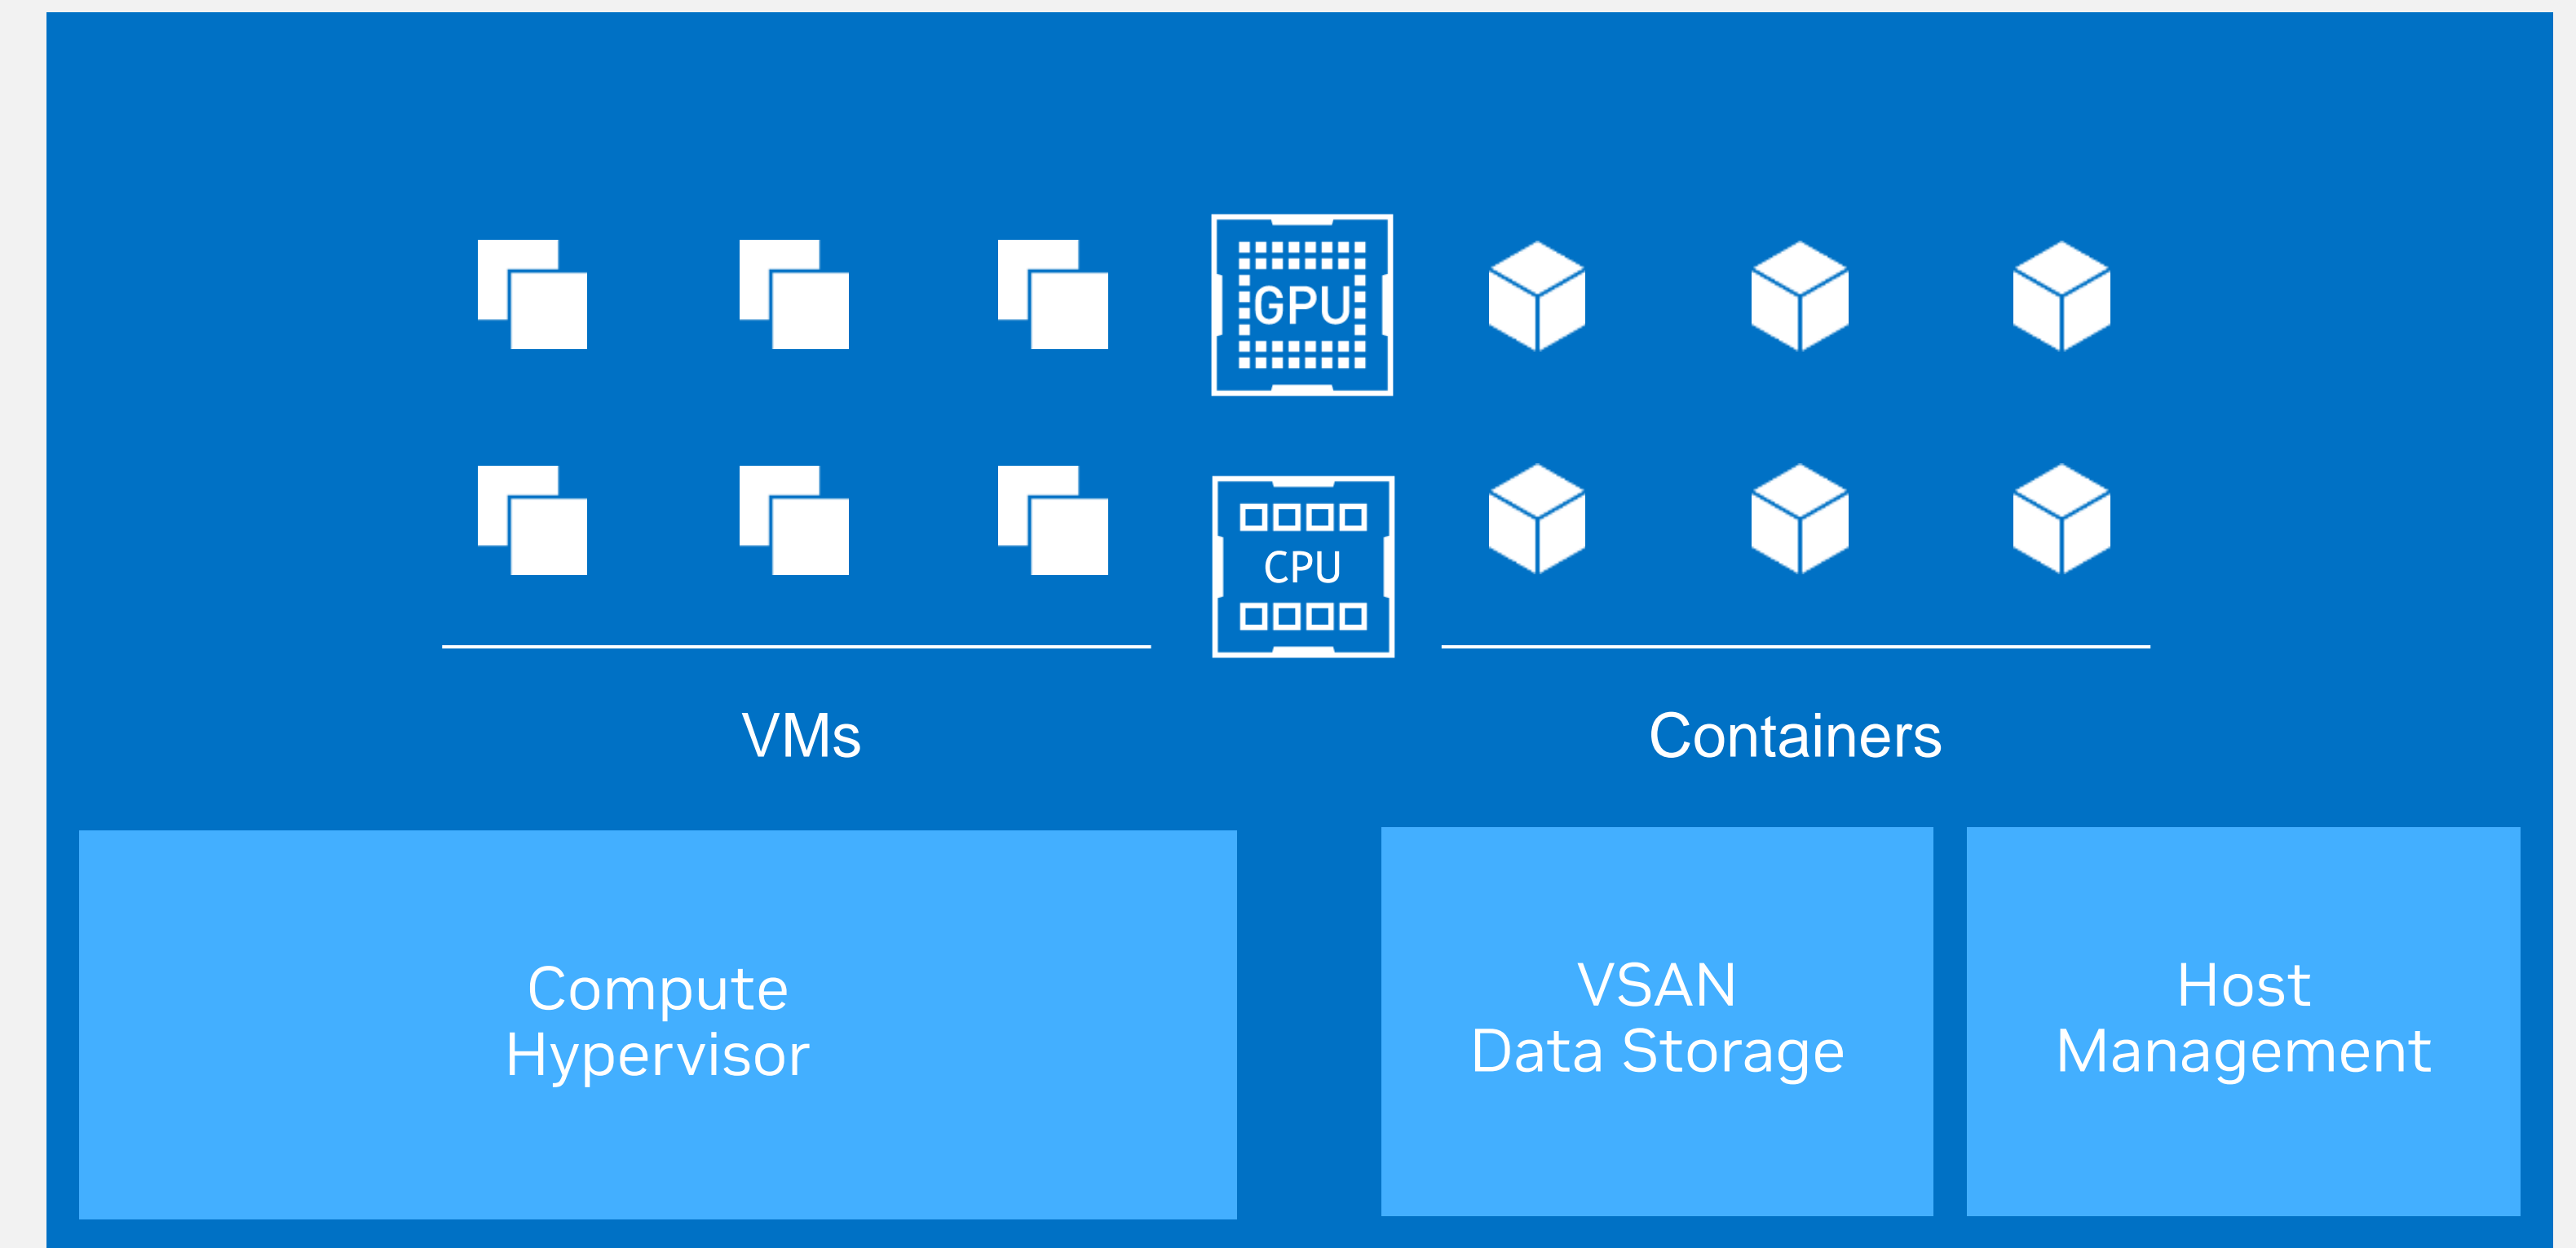 GPU
CPU
VMs
Containers
Compute
Hypervisor
VSAN
Data Storage
Host
Management